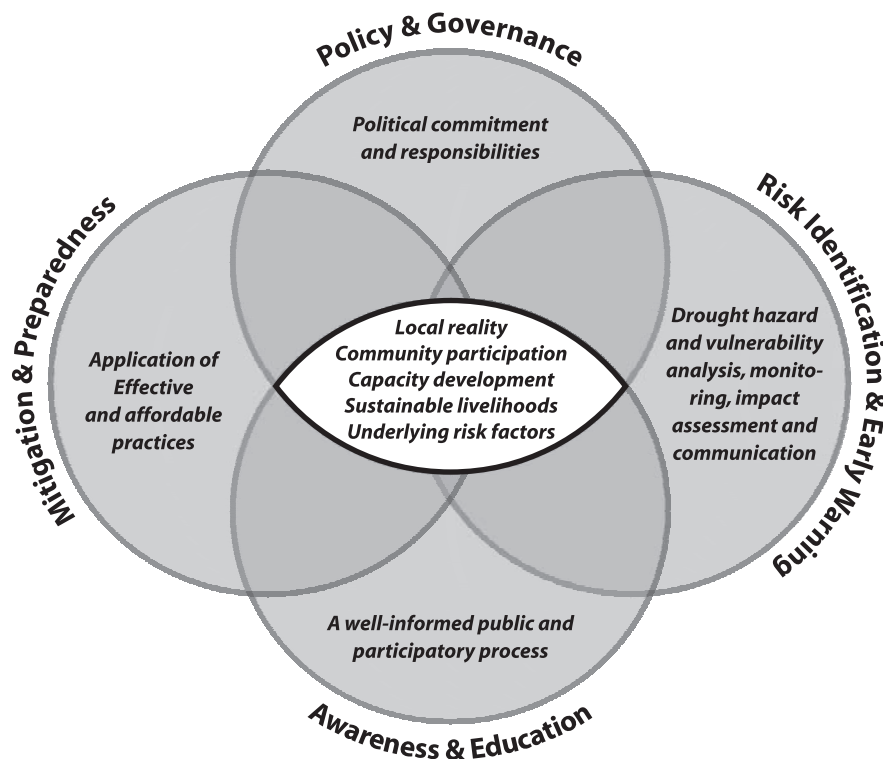 Policy & Governance
Political commitment
and responsibilities
Mitigation & Preparedness
Application of
Effective
and affordable
practices
Local reality
Community participation
Capacity development
Sustainable livelihoods
Underlying risk factors
Risk Identification & Early Warning
Drought hazard
and vulnerability
analysis, monito-
ring, impact
assessment and
communication
A well-informed public and
participatory process
Awareness & Education